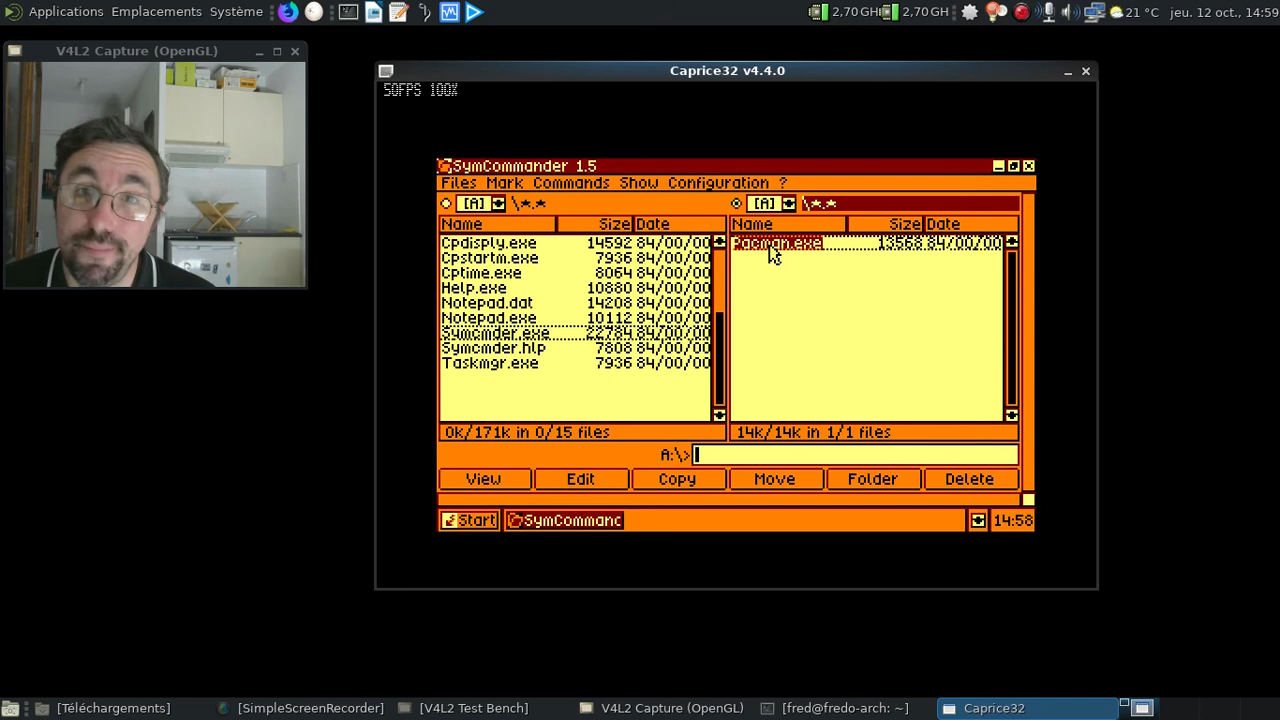 Applications Emplacements Système 2,70 GH 2,70 GH 21 °C jeu. 12 oct., 14:59
V4L2 Capture (OpenGL)
Caprice32 v4.4.0
50FPS 100%
SymCommander 1.5
Files Mark Commands Show Configuration ?
[A] \*.* [A] \*.*
Name Size Date Name Size Date
Cpdisply.exe 14592 84/00/00 Pacman.exe 13568 84/00/00
Cpstartm.exe 7936 84/00/00
Cptime.exe 8064 84/00/00
Help.exe 10880 84/00/00
Notepad.dat 14208 84/00/00
Notepad.exe 10112 84/00/00
Symcmder.exe 22784 84/00/00
Symcmder.hlp 7808 84/00/00
Taskmgr.exe 7936 84/00/00
0k/171k in 0/15 files 14k/14k in 1/1 files
A:\>
View Edit Copy Move Folder Delete
Start SymCommand 14:58
[Téléchargements] [SimpleScreenRecorder] [V4L2 Test Bench] V4L2 Capture (OpenGL) [fred@fredo-arch: ~] Caprice32